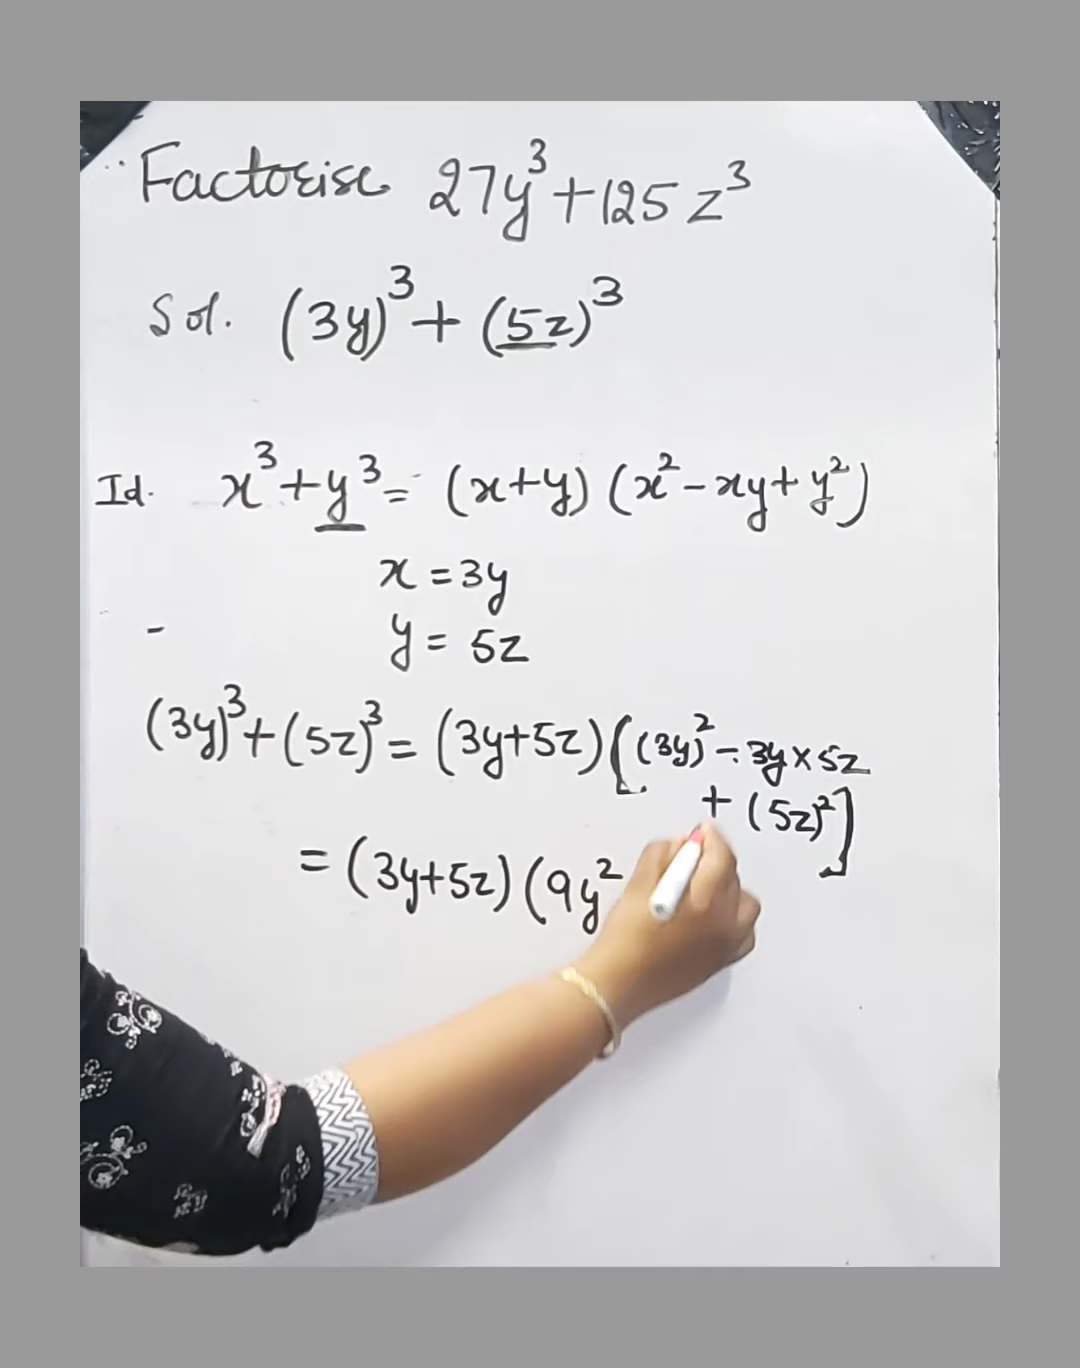 Factorise 27y³+125z³
Sol. (3y)³+(5z)³
Id. x³+y³=(x+y)(x²-xy+y²)
x=3y
y=5z
(3y)³+(5z)³=(3y+5z)[(3y)²-3y×5z
+(5z)²]
=(3y+5z)(9y²